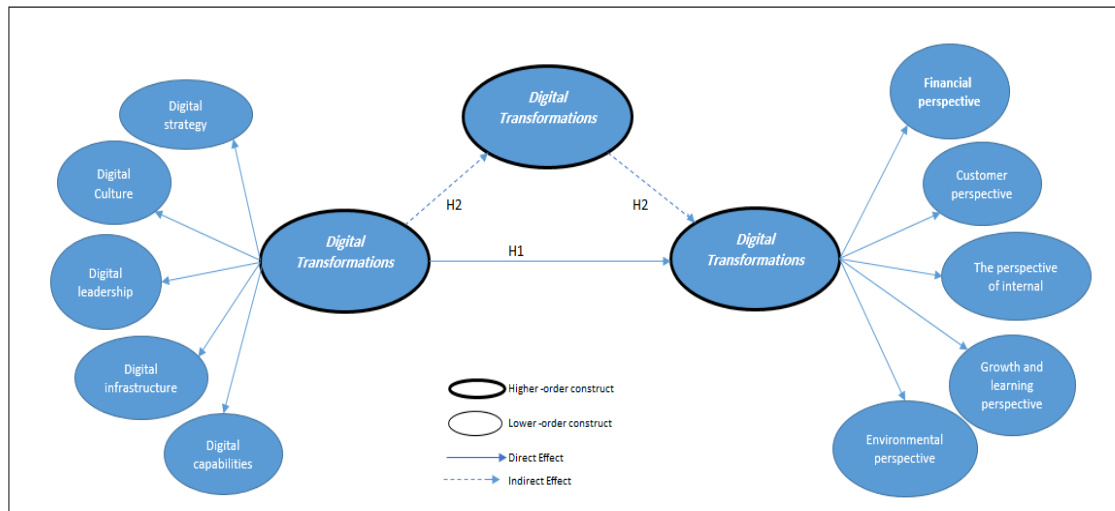 Digital
strategy
Digital
Culture
Digital
leadership
Digital
infrastructure
Digital
capabilities
Digital
Transformations
H2
Digital
Transformations
H2
H1
Digital
Transformations
Financial
perspective
Customer
perspective
The perspective
of internal
Growth and
learning
perspective
Environmental
perspective
Higher -order construct
Lower -order construct
Direct Effect
Indirect Effect